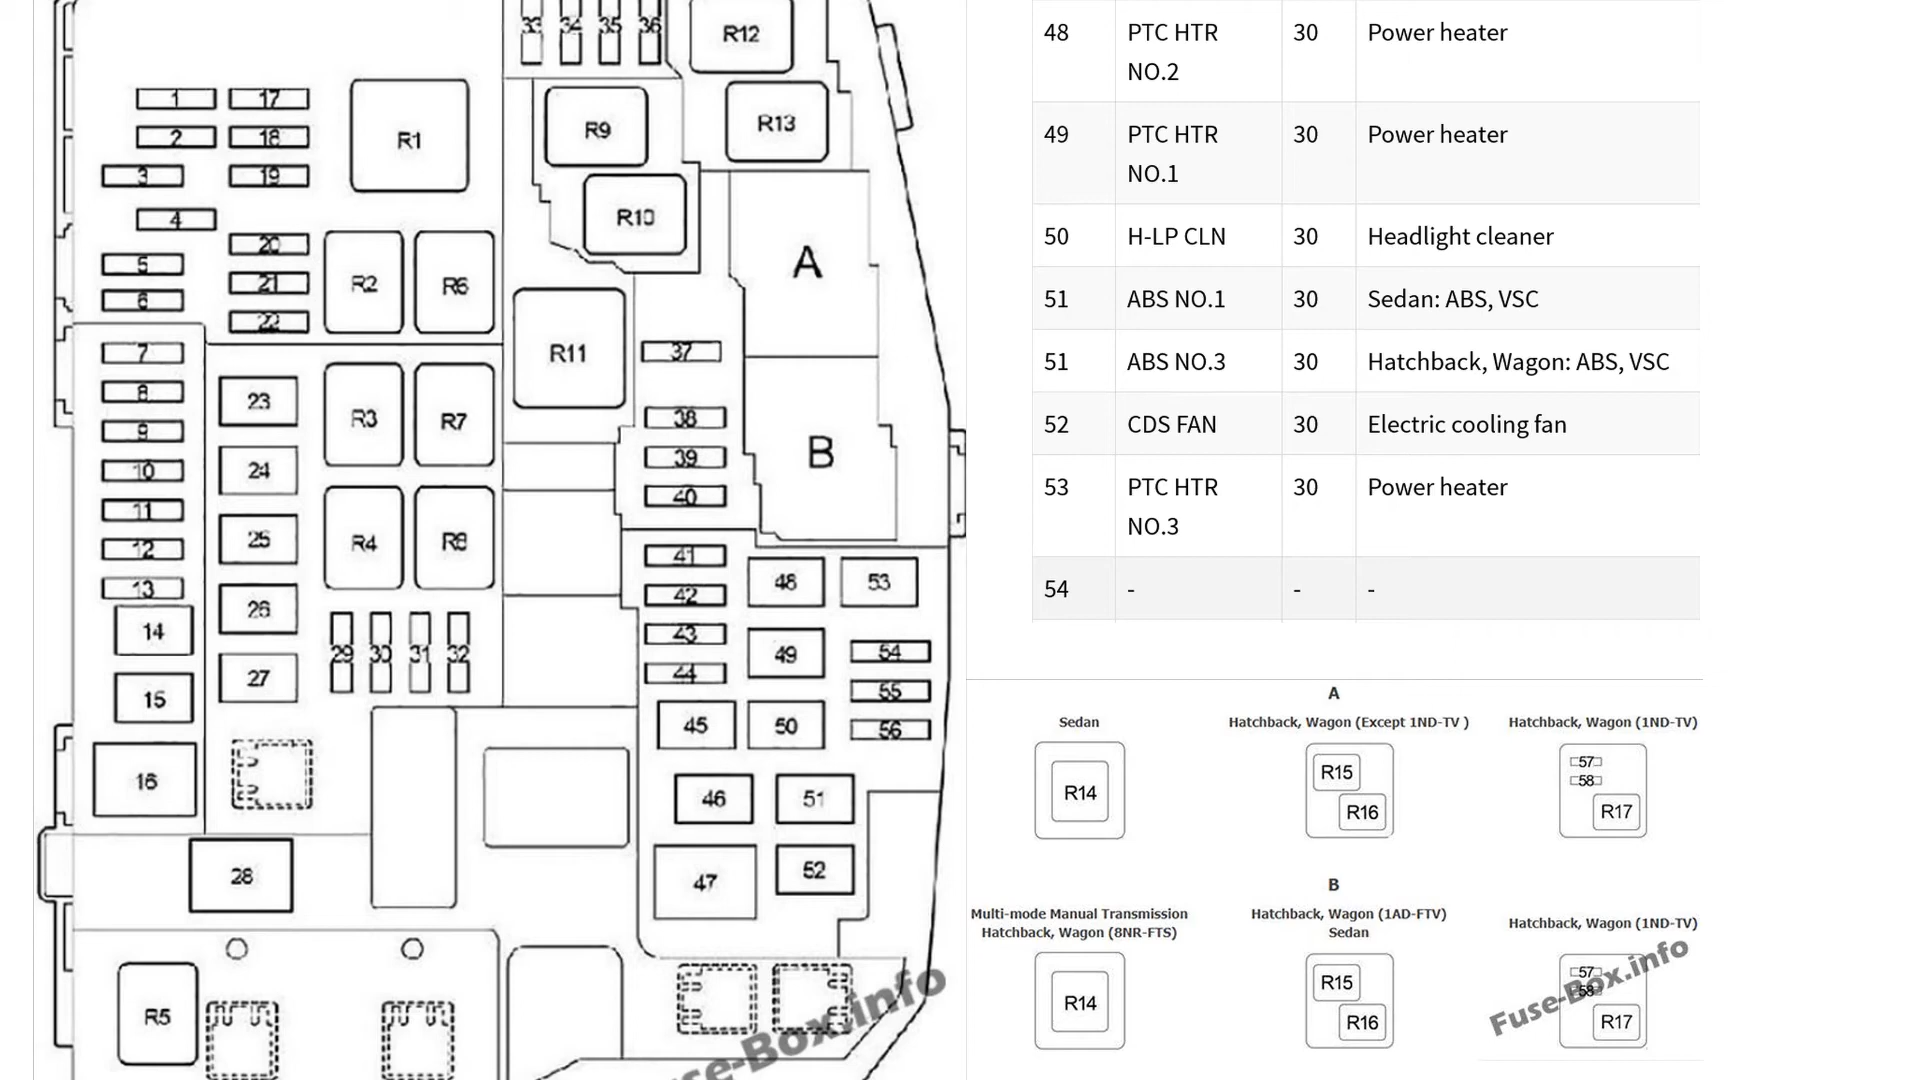 33 34 35 36
R12
1 17
2 18
R1
R9
R13
3 19
4
R10
20
5
21
R2 R6
A
6
22
R11
7
37
8
23
R3 R7
38
9
39
B
10
24
40
11
25
R4 R8
12
41
48 53
13
26
42
14
29 30 31 32
43
49
54
27
44
55
15
45 50
56
16
46 51
28
47
52
R5
Fuse-Box.info
48 PTC HTR NO.2 30 Power heater
49 PTC HTR NO.1 30 Power heater
50 H-LP CLN 30 Headlight cleaner
51 ABS NO.1 30 Sedan: ABS, VSC
51 ABS NO.3 30 Hatchback, Wagon: ABS, VSC
52 CDS FAN 30 Electric cooling fan
53 PTC HTR NO.3 30 Power heater
54 - - -
A
Sedan
Hatchback, Wagon (Except 1ND-TV )
Hatchback, Wagon (1ND-TV)
R14
R15
R16
57
58
R17
B
Multi-mode Manual Transmission
Hatchback, Wagon (8NR-FTS)
Hatchback, Wagon (1AD-FTV)
Sedan
Hatchback, Wagon (1ND-TV)
R14
R15
R16
57
58
R17
Fuse-Box.info